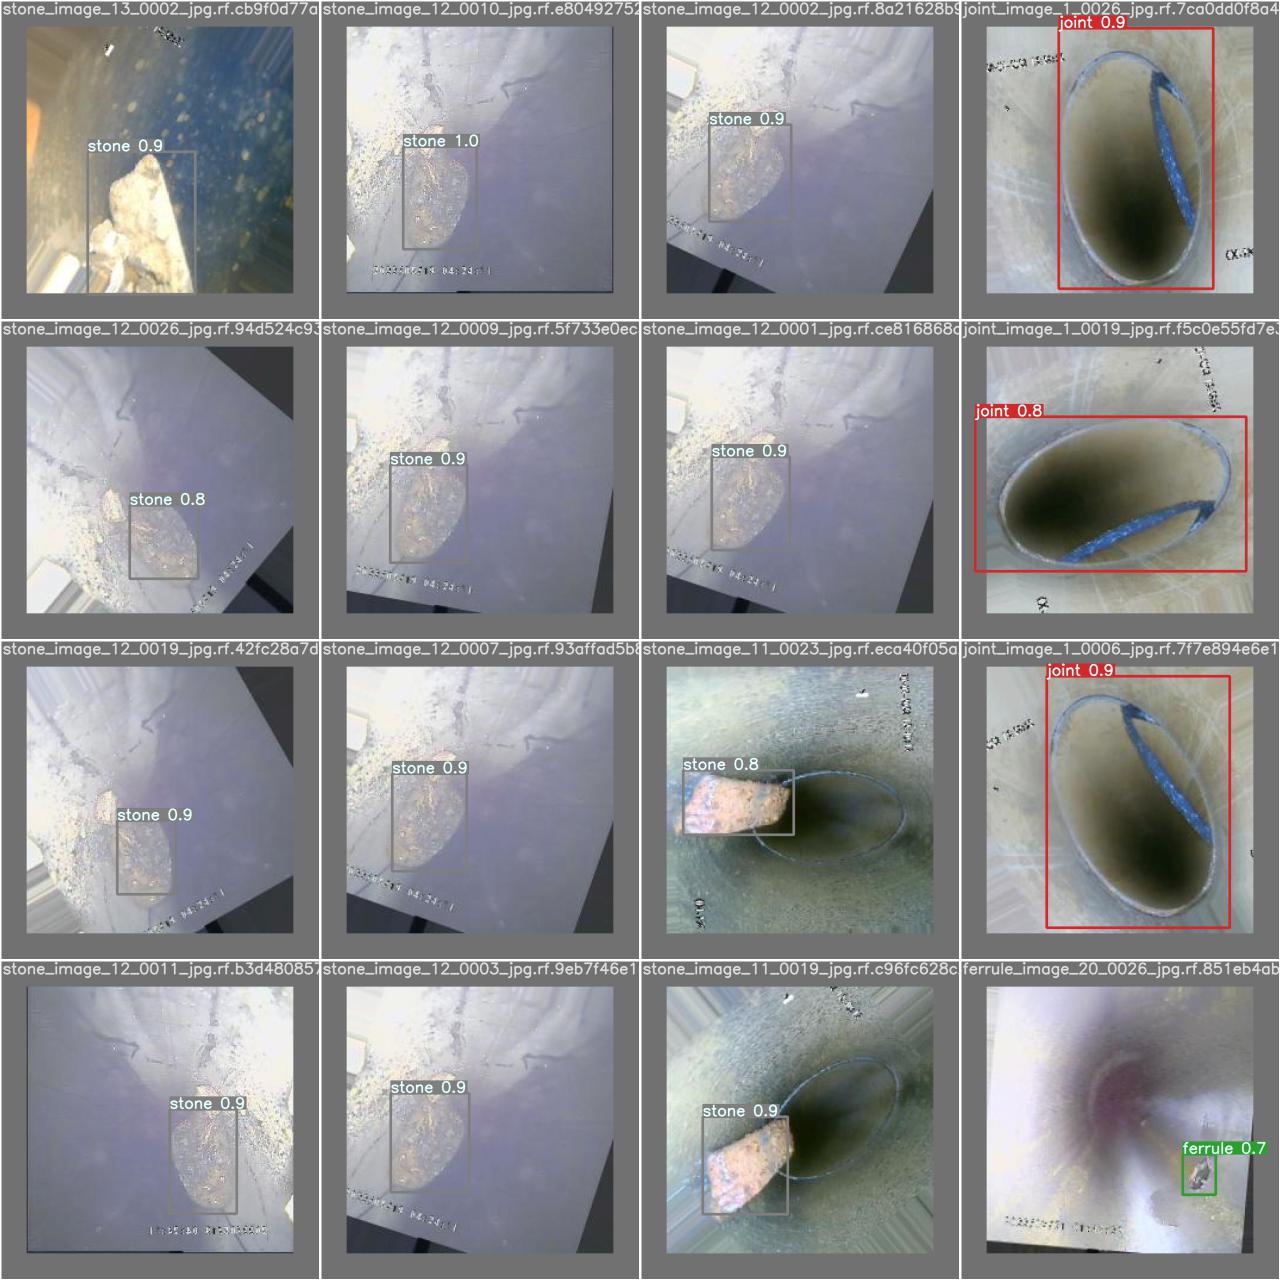 stone_image_13_0002_jpg.rf.cb9f0d77a
stone 0.9
stone_image_12_0010_jpg.rf.e80492752
stone 1.0
stone_image_12_0002_jpg.rf.8a21628b9
stone 0.9
joint_image_1_0026_jpg.rf.7ca0dd0f8a4
joint 0.9
stone_image_12_0026_jpg.rf.94d524c93
stone 0.8
stone_image_12_0009_jpg.rf.5f733e0ec
stone 0.9
stone_image_12_0001_jpg.rf.ce816868c
stone 0.9
joint_image_1_0019_jpg.rf.f5c0e55fd7e3
joint 0.8
stone_image_12_0019_jpg.rf.42fc28a7d
stone 0.9
stone_image_12_0007_jpg.rf.93affad5b8
stone 0.9
stone_image_11_0023_jpg.rf.eca40f05a
stone 0.8
joint_image_1_0006_jpg.rf.7f7e894e6e1
joint 0.9
stone_image_12_0011_jpg.rf.b3d480857
stone 0.9
stone_image_12_0003_jpg.rf.9eb7f46e1
stone 0.9
stone_image_11_0019_jpg.rf.c96fc628c
stone 0.9
ferrule_image_20_0026_jpg.rf.851eb4ab
ferrule 0.7